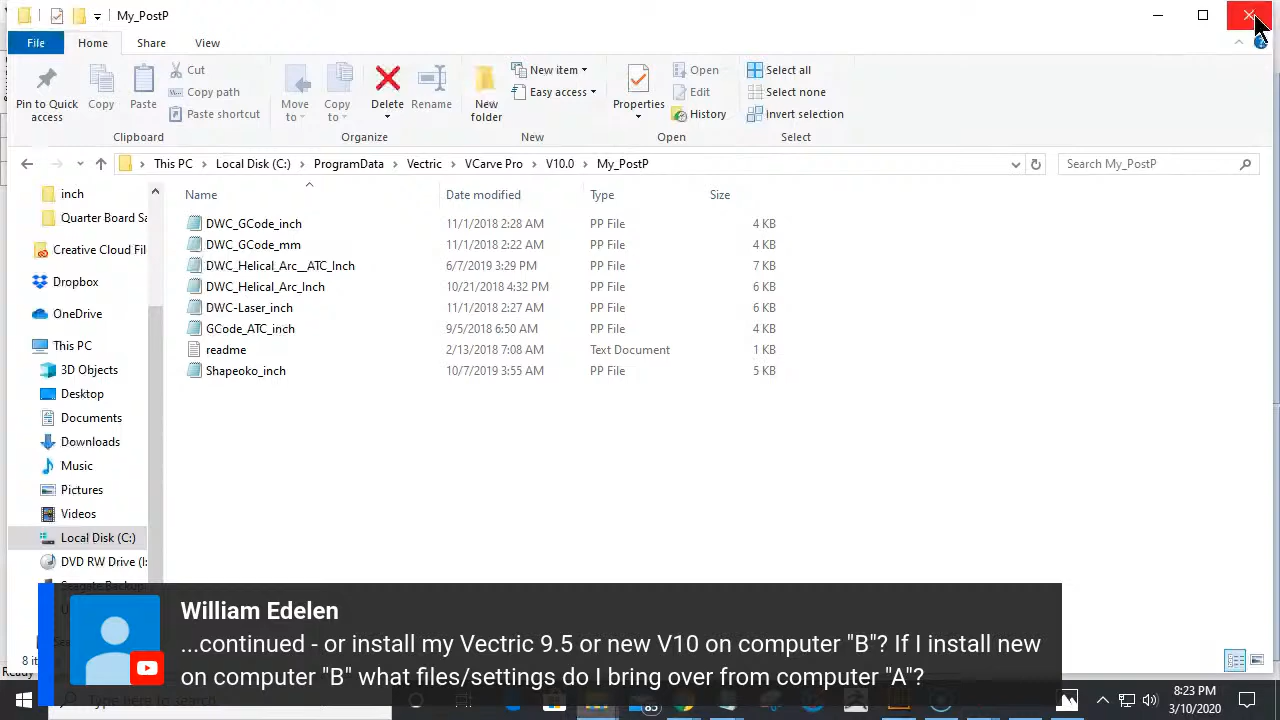 My_PostP
File
Home
Share
View
Pin to Quick access
Copy
Paste
Cut
Copy path
Paste shortcut
Clipboard
Move to
Copy to
Delete
Rename
Organize
New folder
New item
Easy access
New
Properties
Open
Edit
History
Open
Select all
Select none
Invert selection
Select
This PC > Local Disk (C:) > ProgramData > Vectric > VCarve Pro > V10.0 > My_PostP
Search My_PostP
inch
Quarter Board Sa
Creative Cloud Fil
Dropbox
OneDrive
This PC
3D Objects
Desktop
Documents
Downloads
Music
Pictures
Videos
Local Disk (C:)
DVD RW Drive (I:
Seagate Backup
Name Date modified Type Size
DWC_GCode_inch 11/1/2018 2:28 AM PP File 4 KB
DWC_GCode_mm 11/1/2018 2:22 AM PP File 4 KB
DWC_Helical_Arc__ATC_Inch 6/7/2019 3:29 PM PP File 7 KB
DWC_Helical_Arc_Inch 10/21/2018 4:32 PM PP File 6 KB
DWC-Laser_inch 11/1/2018 2:27 AM PP File 6 KB
GCode_ATC_inch 9/5/2018 6:50 AM PP File 4 KB
readme 2/13/2018 7:08 AM Text Document 1 KB
Shapeoko_inch 10/7/2019 3:55 AM PP File 5 KB
William Edelen
...continued - or install my Vectric 9.5 or new V10 on computer "B"? If I install new
on computer "B" what files/settings do I bring over from computer "A"?
8 it
Ready
Type here to search
8:23 PM
3/10/2020